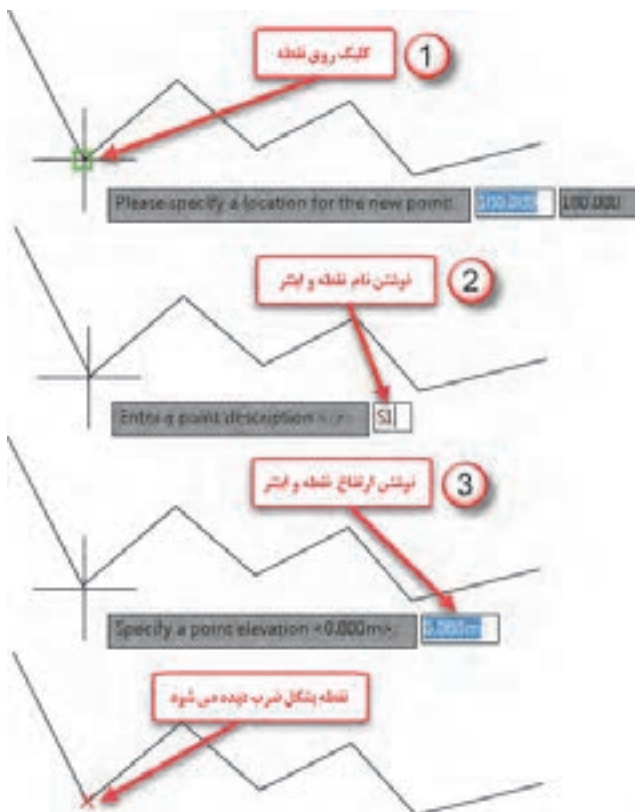 کلیک روی نقطه
1
Please specify a location for the new point: 100.000
نوشتن نام نقطه و اینتر
2
Enter a point description S1
نوشتن ارتفاع نقطه و اینتر
3
Specify a point elevation <0.000m>:
نقطه بشکل ضرب دیده می شود